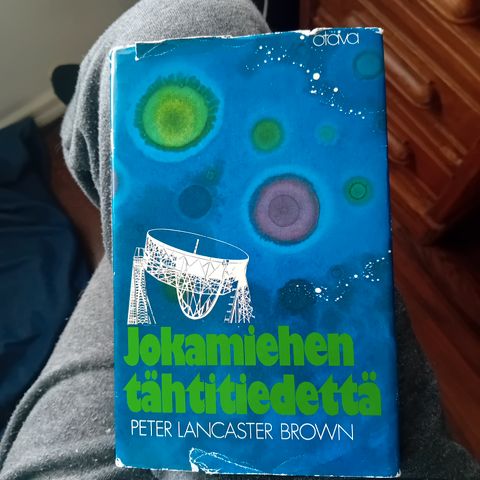 otava
Jokamiehen
tähtitiedettä
PETER LANCASTER BROWN